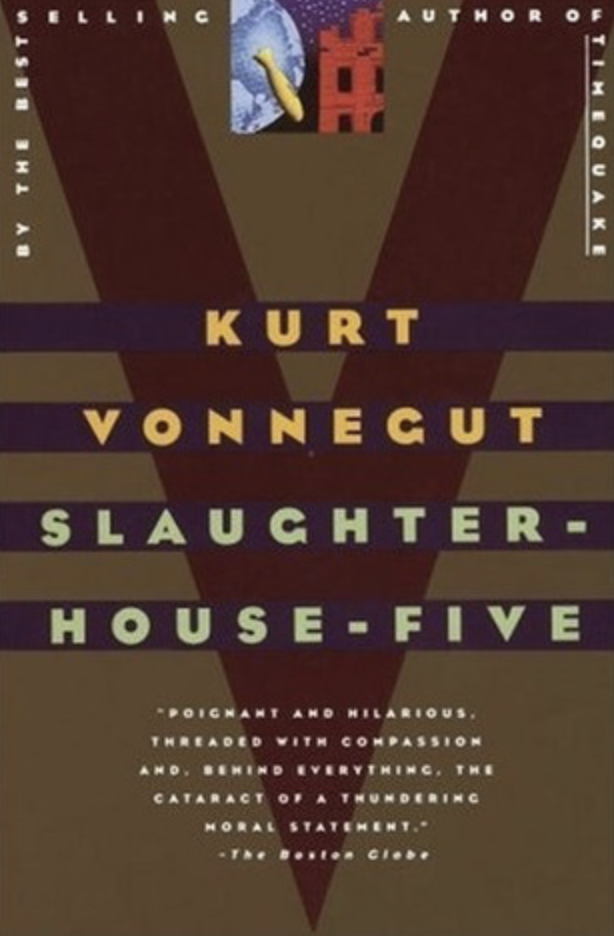 BY THE BEST
SELLING
AUTHOR OF
TIMEQUAKE
KURT
VONNEGUT
SLAUGHTER-
HOUSE-FIVE
"POIGNANT AND HILARIOUS,
THREADED WITH COMPASSION
AND, BEHIND EVERYTHING, THE
CATARACT OF A THUNDERING
MORAL STATEMENT."
-The Boston Globe